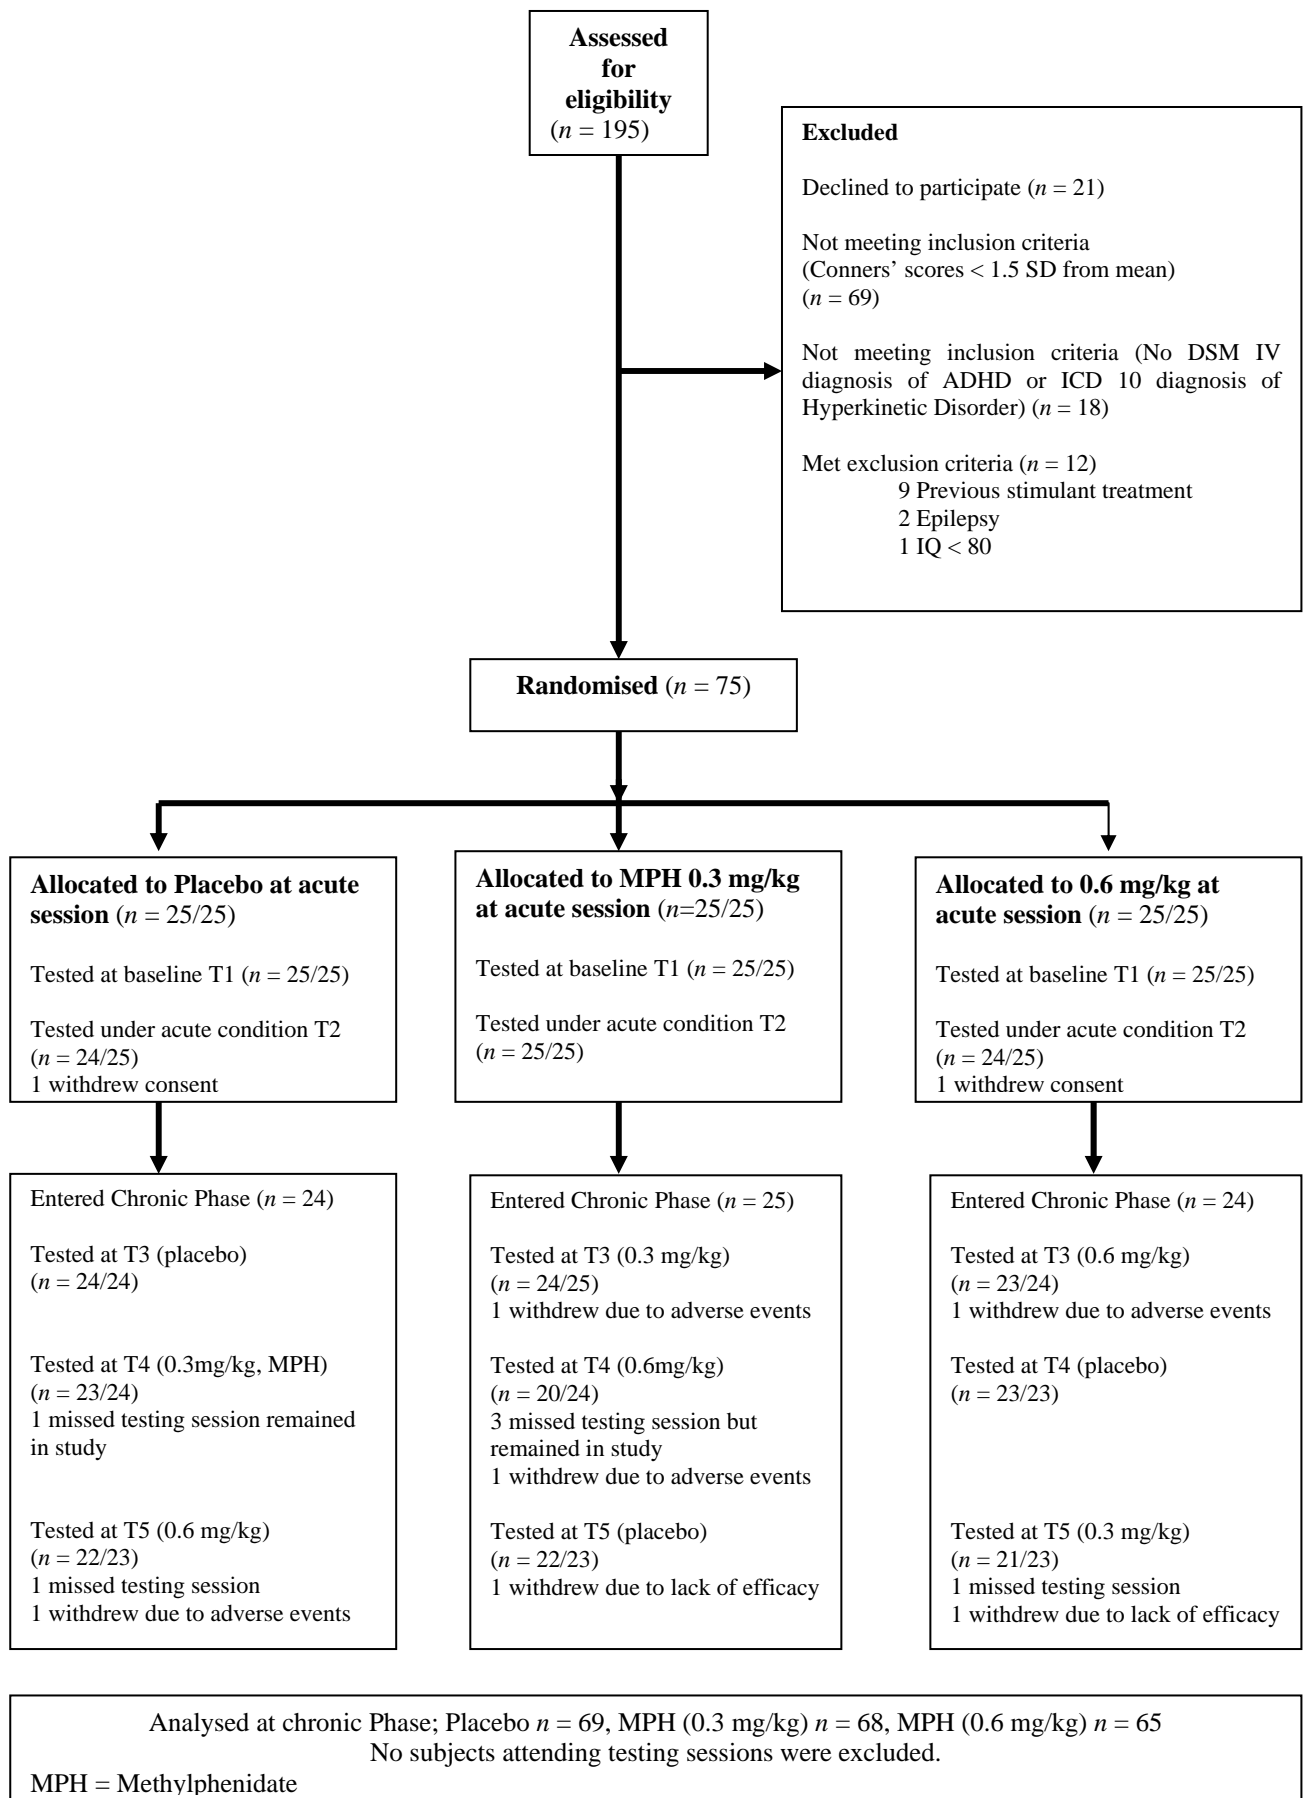 Assessed
for
eligibility
(n = 195)
Excluded
Declined to participate (n = 21)
Not meeting inclusion criteria
(Conners’ scores < 1.5 SD from mean)
(n = 69)
Not meeting inclusion criteria (No DSM IV
diagnosis of ADHD or ICD 10 diagnosis of
Hyperkinetic Disorder) (n = 18)
Met exclusion criteria (n = 12)
9 Previous stimulant treatment
2 Epilepsy
1 IQ < 80
Randomised (n = 75)
Allocated to Placebo at acute
session (n = 25/25)
Tested at baseline T1 (n = 25/25)
Tested under acute condition T2
(n = 24/25)
1 withdrew consent
Allocated to MPH 0.3 mg/kg
at acute session (n=25/25)
Tested at baseline T1 (n = 25/25)
Tested under acute condition T2
(n = 25/25)
Allocated to 0.6 mg/kg at
acute session (n = 25/25)
Tested at baseline T1 (n = 25/25)
Tested under acute condition T2
(n = 24/25)
1 withdrew consent
Entered Chronic Phase (n = 24)
Tested at T3 (placebo)
(n = 24/24)
Tested at T4 (0.3mg/kg, MPH)
(n = 23/24)
1 missed testing session remained
in study
Tested at T5 (0.6 mg/kg)
(n = 22/23)
1 missed testing session
1 withdrew due to adverse events
Entered Chronic Phase (n = 25)
Tested at T3 (0.3 mg/kg)
(n = 24/25)
1 withdrew due to adverse events
Tested at T4 (0.6mg/kg)
(n = 20/24)
3 missed testing session but
remained in study
1 withdrew due to adverse events
Tested at T5 (placebo)
(n = 22/23)
1 withdrew due to lack of efficacy
Entered Chronic Phase (n = 24)
Tested at T3 (0.6 mg/kg)
(n = 23/24)
1 withdrew due to adverse events
Tested at T4 (placebo)
(n = 23/23)
Tested at T5 (0.3 mg/kg)
(n = 21/23)
1 missed testing session
1 withdrew due to lack of efficacy
Analysed at chronic Phase; Placebo n = 69, MPH (0.3 mg/kg) n = 68, MPH (0.6 mg/kg) n = 65
No subjects attending testing sessions were excluded.
MPH = Methylphenidate